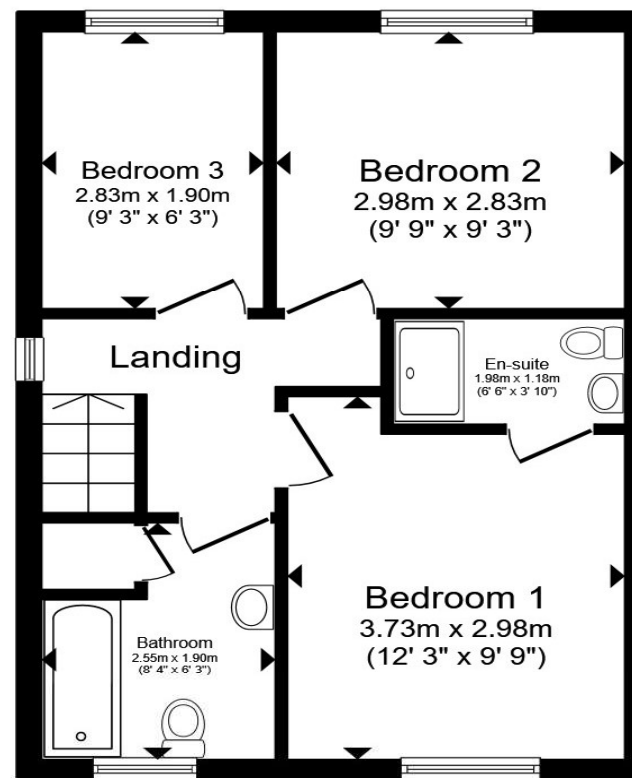 Bedroom 3
2.83m x 1.90m
(9' 3" x 6' 3")
Bedroom 2
2.98m x 2.83m
(9' 9" x 9' 3")
Landing
En-suite
1.98m x 1.18m
(6' 6" x 3' 10")
Bedroom 1
3.73m x 2.98m
(12' 3" x 9' 9")
Bathroom
2.55m x 1.90m
(8' 4" x 6' 3")